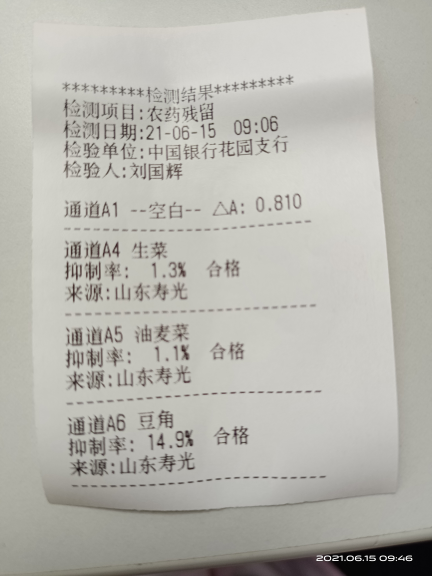 *********检测结果*********
检测项目:农药残留
检测日期:21-06-15 09:06
检验单位:中国银行花园支行
检验人:刘国辉
通道A1 --空白-- △A: 0.810
通道A4 生菜
抑制率: 1.3% 合格
来源:山东寿光
通道A5 油麦菜
抑制率: 1.1% 合格
来源:山东寿光
通道A6 豆角
抑制率: 14.9% 合格
来源:山东寿光
2021.06.15 09:46